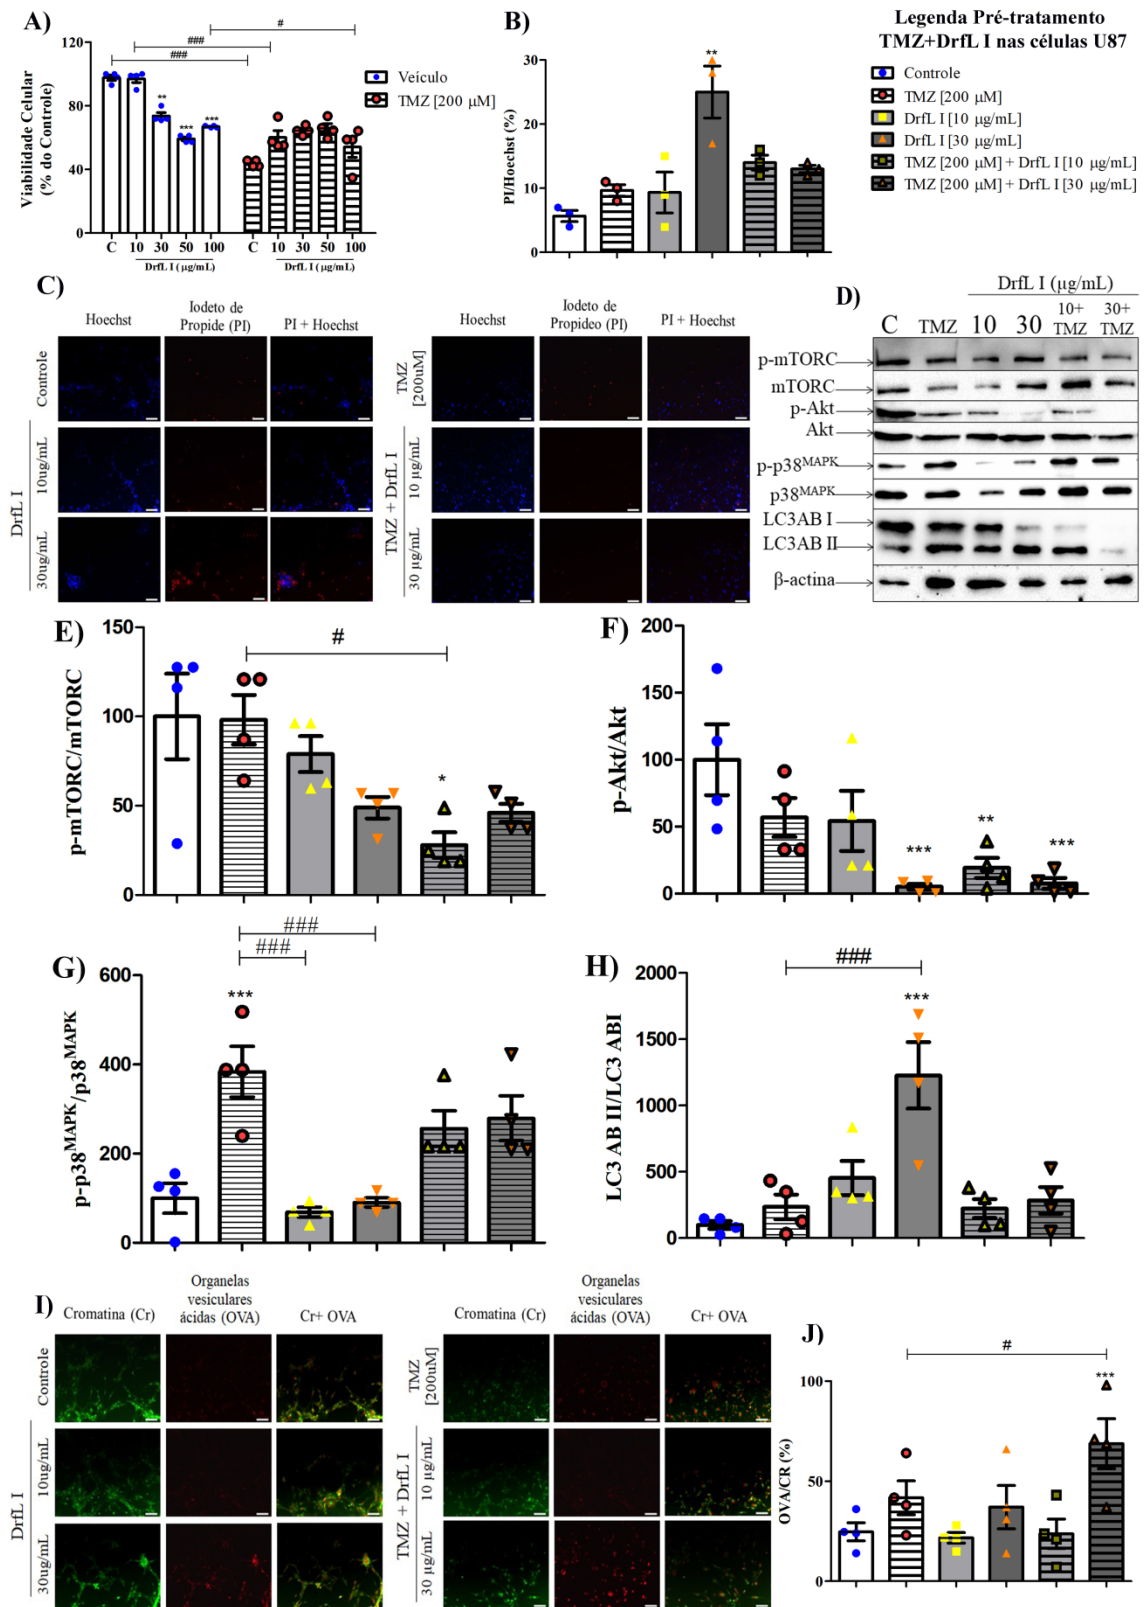 A)
#
###
###
Viabilidade Celular
(% do Controle)
120
80
40
0
** *** ***
C 10 30 50 100 C 10 30 50 100
DrfL I (µg/mL) DrfL I (µg/mL)
Veículo
TMZ [200 µM]
B)
PI/Hoechst (%)
30
20
10
0
**
Legenda Pré-tratamento
TMZ+DrfL I nas células U87
Controle
TMZ [200 µM]
DrfL I [10 µg/mL]
DrfL I [30 µg/mL]
TMZ [200 µM] + DrfL I [10 µg/mL]
TMZ [200 µM] + DrfL I [30 µg/mL]
C)
Hoechst
Iodeto de
Propide (PI)
PI + Hoechst
Controle
DrfL I
10ug/mL
30ug/mL
Hoechst
Iodeto de
Propideo (PI)
PI + Hoechst
TMZ
[200uM]
TMZ + DrfL I
10 µg/mL
30 µg/mL
D)
DrfL I (µg/mL)
C TMZ 10 30 10+ TMZ 30+ TMZ
p-mTORC
mTORC
p-Akt
Akt
p-p38MAPK
p38MAPK
LC3AB I
LC3AB II
β-actina
E)
p-mTORC/mTORC
150
100
50
0
#
*
F)
p-Akt/Akt
200
150
100
50
0
*** ** ***
G)
p-p38MAPK/p38MAPK
600
400
200
0
###
###
***
H)
LC3 AB II/LC3 ABI
2000
1500
1000
500
0
###
***
I)
Cromatina (Cr)
Organelas
vesiculares
ácidas (OVA)
Cr+ OVA
Controle
DrfL I
10ug/mL
30ug/mL
Cromatina (Cr)
Organelas
vesiculares
ácidas (OVA)
Cr+ OVA
TMZ
[200uM]
TMZ + DrfL I
10 µg/mL
30 µg/mL
J)
OVA/CR (%)
100
50
0
#
***